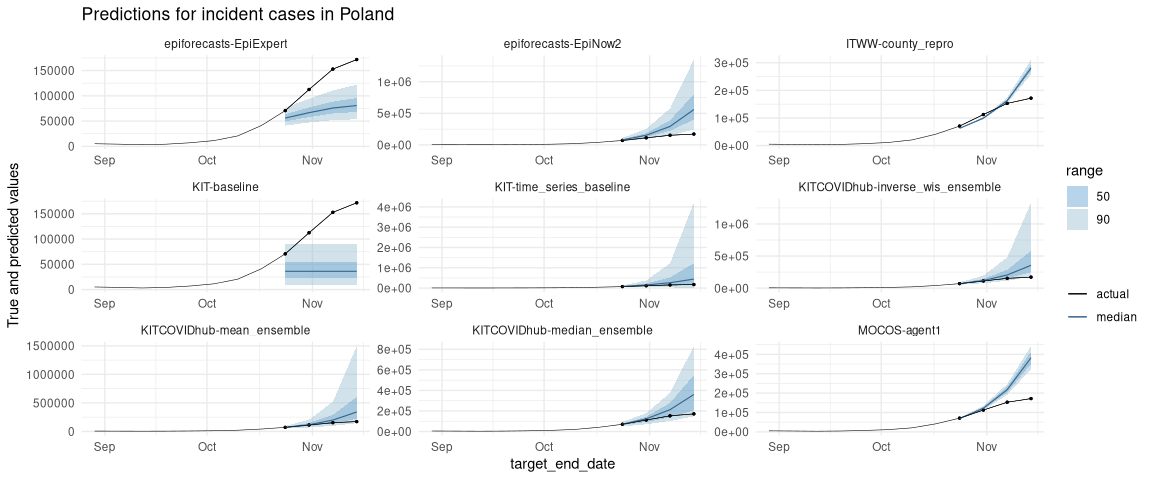 Predictions for incident cases in Poland
True and predicted values
epiforecasts-EpiExpert
150000
100000
50000
0
Sep Oct Nov
epiforecasts-EpiNow2
1e+06
5e+05
0e+00
Sep Oct Nov
ITWW-county_repro
3e+05
2e+05
1e+05
0e+00
Sep Oct Nov
KIT-baseline
150000
100000
50000
0
Sep Oct Nov
KIT-time_series_baseline
4e+06
3e+06
2e+06
1e+06
0e+00
Sep Oct Nov
KITCOVIDhub-inverse_wis_ensemble
1e+06
5e+05
0e+00
Sep Oct Nov
KITCOVIDhub-mean_ensemble
1500000
1000000
500000
0
Sep Oct Nov
KITCOVIDhub-median_ensemble
8e+05
6e+05
4e+05
2e+05
0e+00
Sep Oct Nov
MOCOS-agent1
4e+05
3e+05
2e+05
1e+05
0e+00
Sep Oct Nov
target_end_date
range
50
90
actual
median